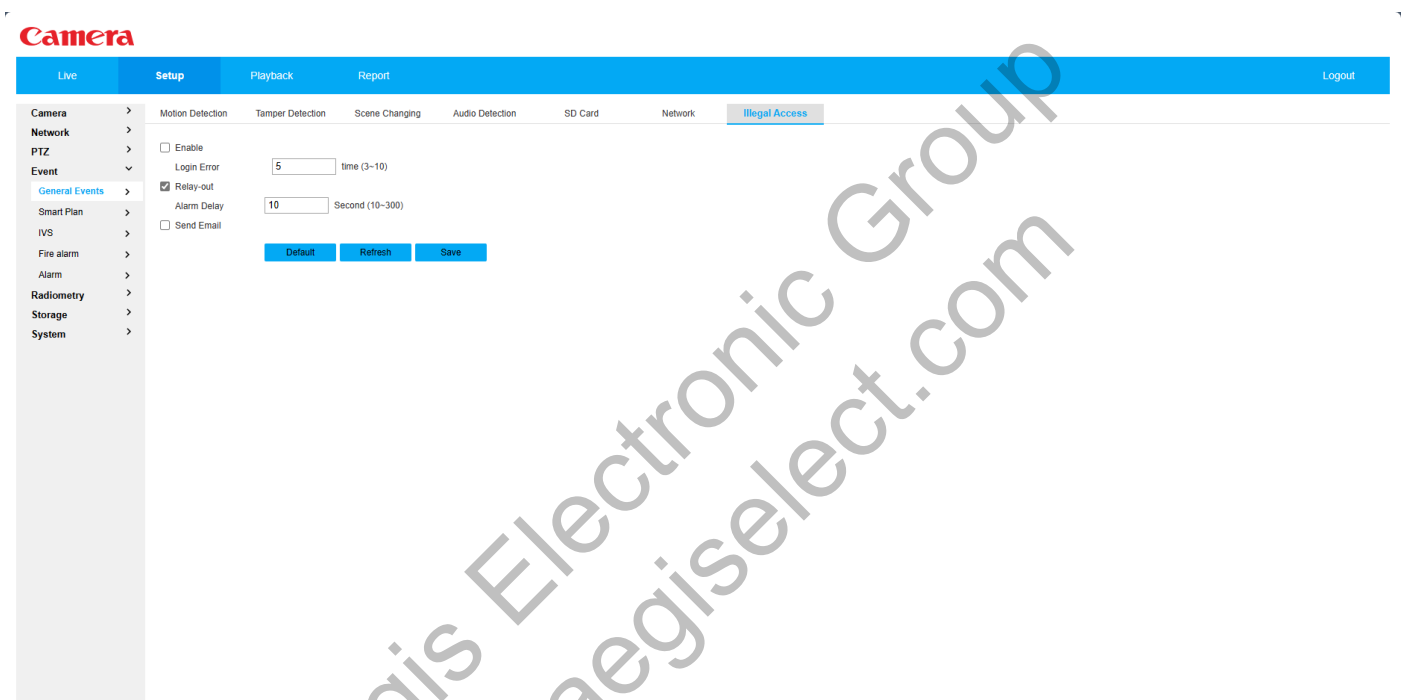 Camera
Live Setup Playback Report Logout
Camera
Network
PTZ
Event
General Events
Smart Plan
IVS
Fire alarm
Alarm
Radiometry
Storage
System
Motion Detection Tamper Detection Scene Changing Audio Detection SD Card Network Illegal Access
Enable
Login Error 5 time (3~10)
Relay-out
Alarm Delay 10 Second (10~300)
Send Email
Default Refresh Save
gis Electronic Group
aegiselect.com